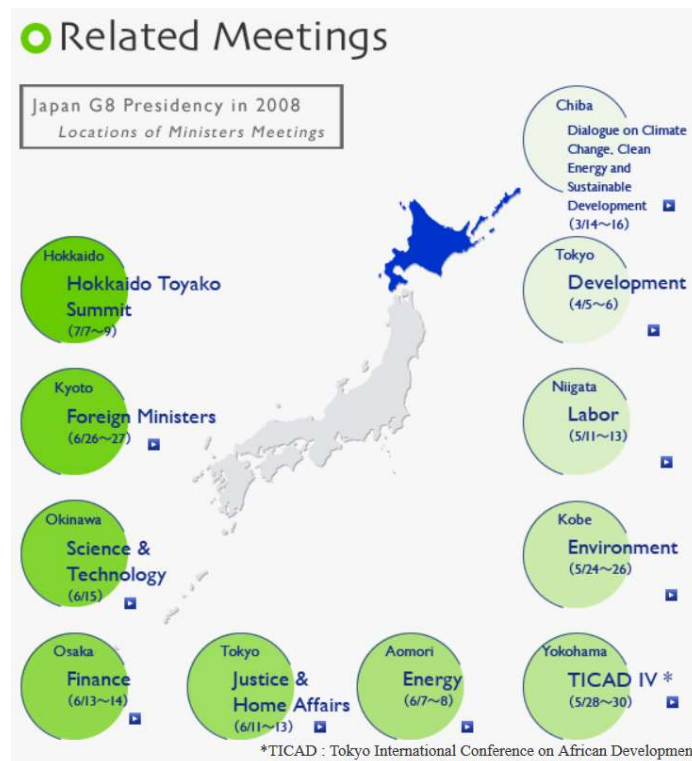 Related Meetings
Japan G8 Presidency in 2008
Locations of Ministers Meetings
Chiba
Dialogue on Climate
Change, Clean
Energy and
Sustainable
Development
(3/14~16)
Hokkaido
Hokkaido Toyako
Summit
(7/7~9)
Tokyo
Development
(4/5~6)
Kyoto
Foreign Ministers
(6/26~27)
Niigata
Labor
(5/11~13)
Okinawa
Science &
Technology
(6/15)
Kobe
Environment
(5/24~26)
Osaka
Finance
(6/13~14)
Tokyo
Justice &
Home Affairs
(6/11~13)
Aomori
Energy
(6/7~8)
Yokohama
TICAD IV *
(5/28~30)
*TICAD : Tokyo International Conference on African Developmen